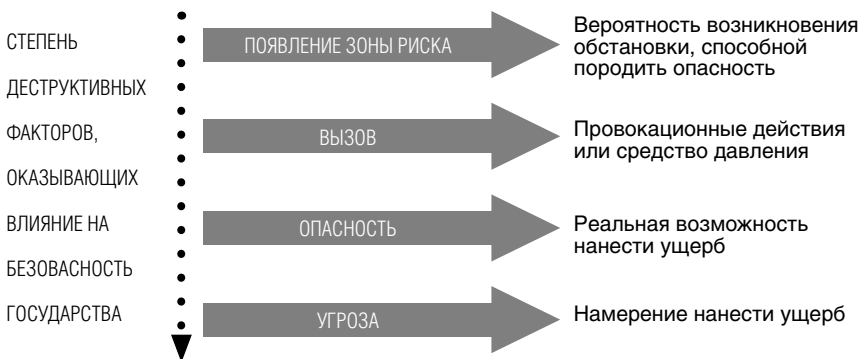 СТЕПЕНЬ
ДЕСТРУКТИВНЫХ
ФАКТОРОВ,
ОКАЗЫВАЮЩИХ
ВЛИЯНИЕ НА
БЕЗОВАСНОСТЬ
ГОСУДАРСТВА
ПОЯВЛЕНИЕ ЗОНЫ РИСКА
Вероятность возникновения
обстановки, способной
породить опасность
ВЫЗОВ
Провокационные действия
или средство давления
ОПАСНОСТЬ
Реальная возможность
нанести ущерб
УГРОЗА
Намерение нанести ущерб